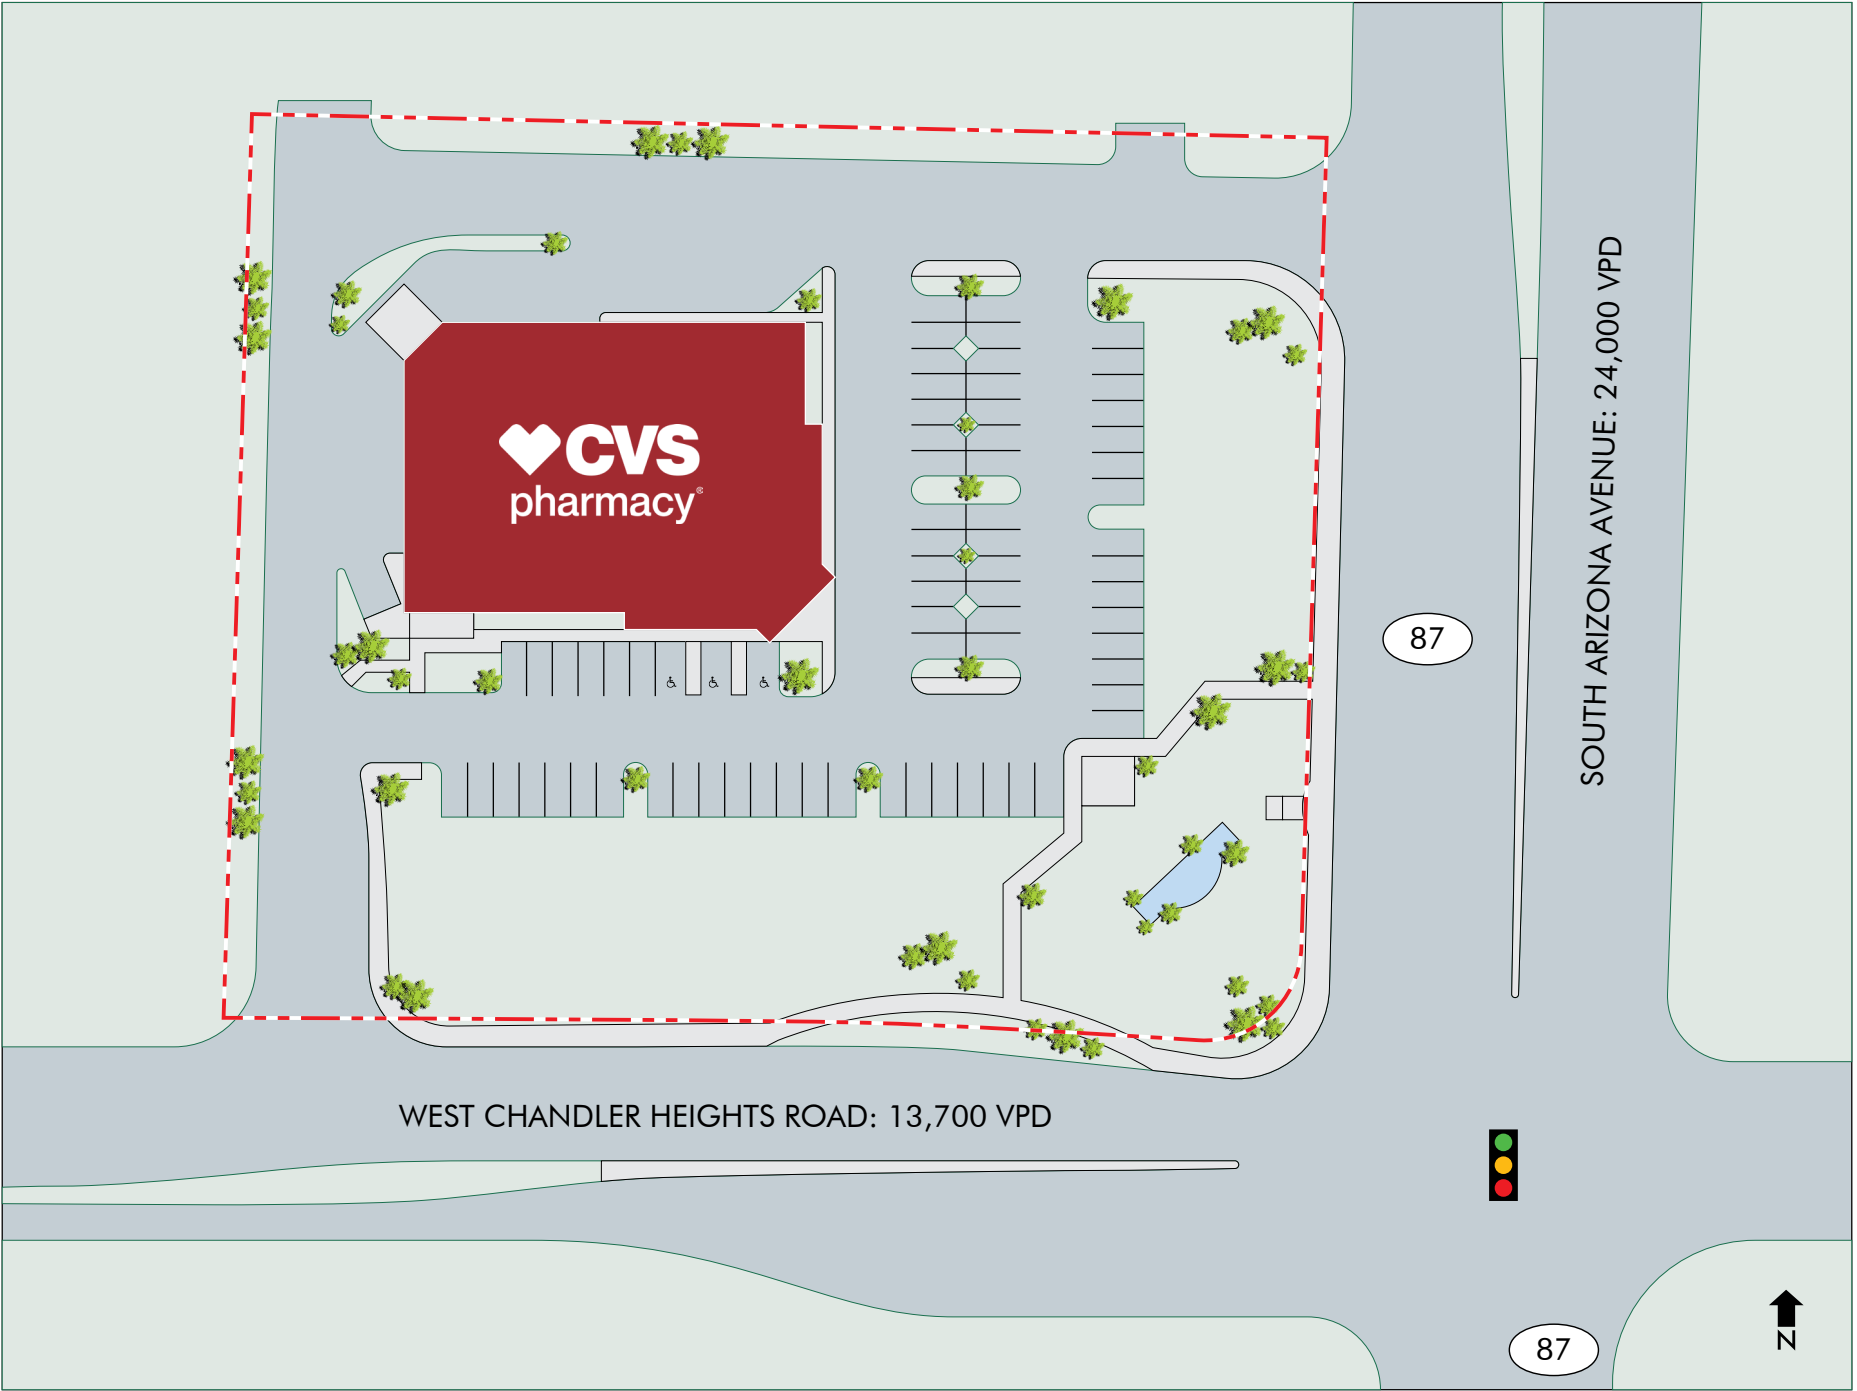 CVS
pharmacy®
SOUTH ARIZONA AVENUE: 24,000 VPD
87
WEST CHANDLER HEIGHTS ROAD: 13,700 VPD
87
N